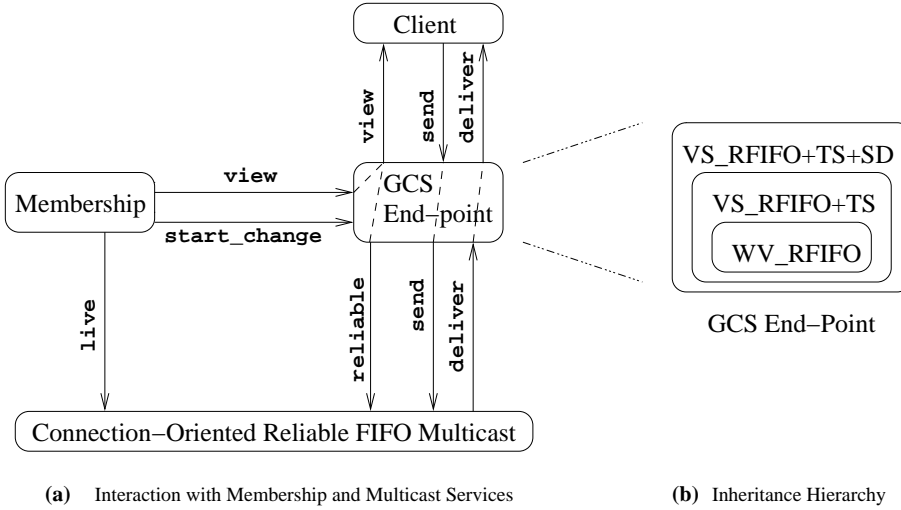 Client
view
send
deliver
VS_RFIFO+TS+SD
view
GCS
End−point
Membership
VS_RFIFO+TS
start_change
WV_RFIFO
live
reliable
send
deliver
GCS End−Point
Connection−Oriented Reliable FIFO Multicast
(a) Interaction with Membership and Multicast Services
(b) Inheritance Hierarchy